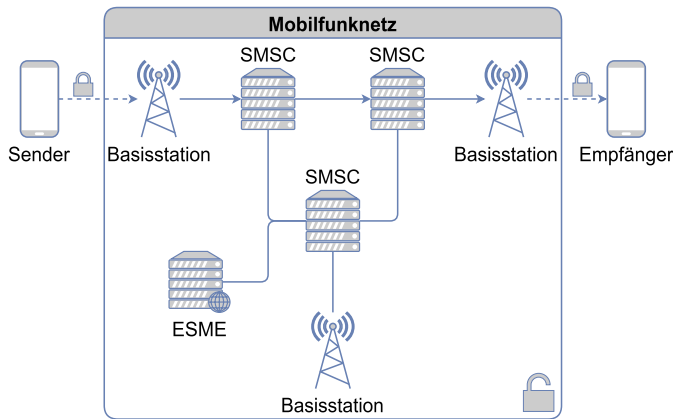 Mobilfunknetz
SMSC
SMSC
Sender
Basisstation
Basisstation
Empfänger
SMSC
ESME
Basisstation